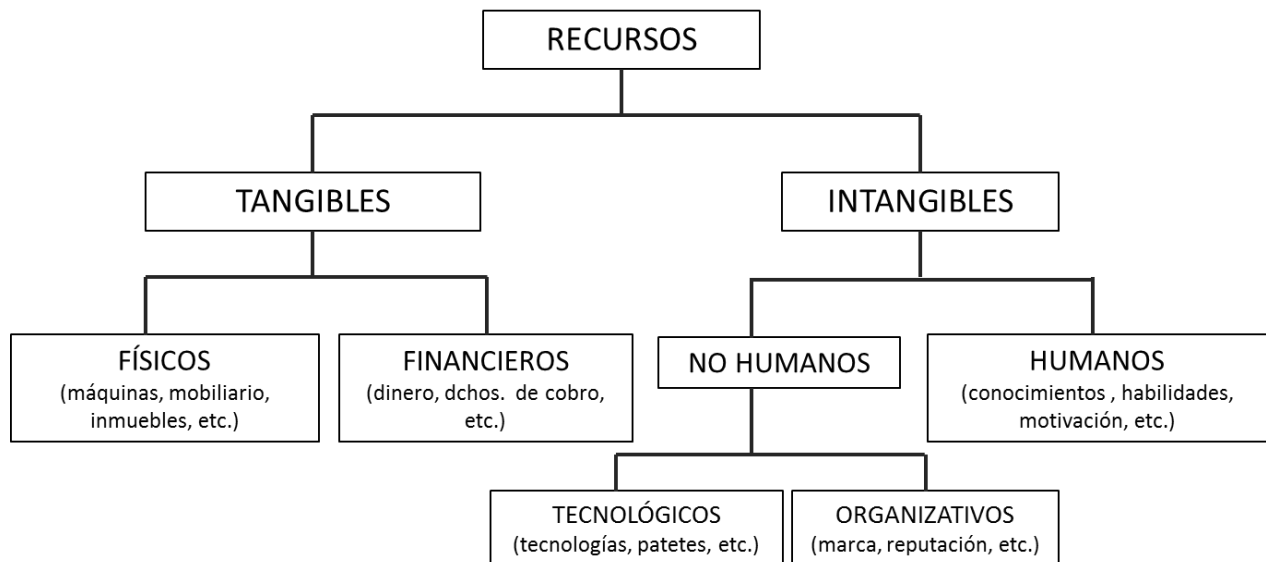 RECURSOS
TANGIBLES
INTANGIBLES
FÍSICOS
(máquinas, mobiliario,
inmuebles, etc.)
FINANCIEROS
(dinero, dchos. de cobro,
etc.)
NO HUMANOS
HUMANOS
(conocimientos , habilidades,
motivación, etc.)
TECNOLÓGICOS
(tecnologías, patetes, etc.)
ORGANIZATIVOS
(marca, reputación, etc.)